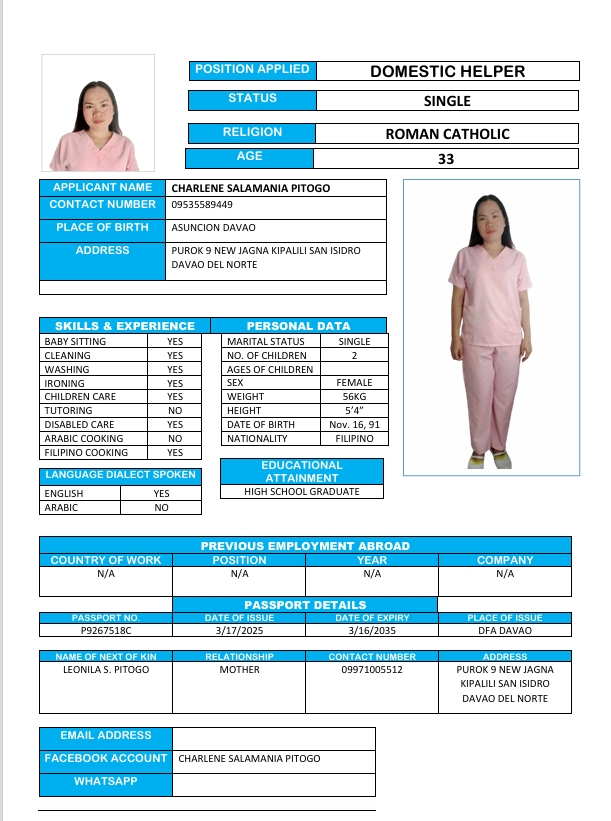 POSITION APPLIED DOMESTIC HELPER
STATUS SINGLE
RELIGION ROMAN CATHOLIC
AGE 33
APPLICANT NAME CHARLENE SALAMANIA PITOGO
CONTACT NUMBER 09535589449
PLACE OF BIRTH ASUNCION DAVAO
ADDRESS PUROK 9 NEW JAGNA KIPALILI SAN ISIDRO
DAVAO DEL NORTE
SKILLS & EXPERIENCE
BABY SITTING YES
CLEANING YES
WASHING YES
IRONING YES
CHILDREN CARE YES
TUTORING NO
DISABLED CARE YES
ARABIC COOKING NO
FILIPINO COOKING YES
PERSONAL DATA
MARITAL STATUS SINGLE
NO. OF CHILDREN 2
AGES OF CHILDREN
SEX FEMALE
WEIGHT 56KG
HEIGHT 5’4”
DATE OF BIRTH Nov. 16, 91
NATIONALITY FILIPINO
LANGUAGE DIALECT SPOKEN
ENGLISH YES
ARABIC NO
EDUCATIONAL
ATTAINMENT
HIGH SCHOOL GRADUATE
PREVIOUS EMPLOYMENT ABROAD
COUNTRY OF WORK POSITION YEAR COMPANY
N/A N/A N/A N/A
PASSPORT DETAILS
PASSPORT NO. DATE OF ISSUE DATE OF EXPIRY PLACE OF ISSUE
P9267518C 3/17/2025 3/16/2035 DFA DAVAO
NAME OF NEXT OF KIN RELATIONSHIP CONTACT NUMBER ADDRESS
LEONILA S. PITOGO MOTHER 09971005512 PUROK 9 NEW JAGNA
KIPALILI SAN ISIDRO
DAVAO DEL NORTE
EMAIL ADDRESS
FACEBOOK ACCOUNT CHARLENE SALAMANIA PITOGO
WHATSAPP